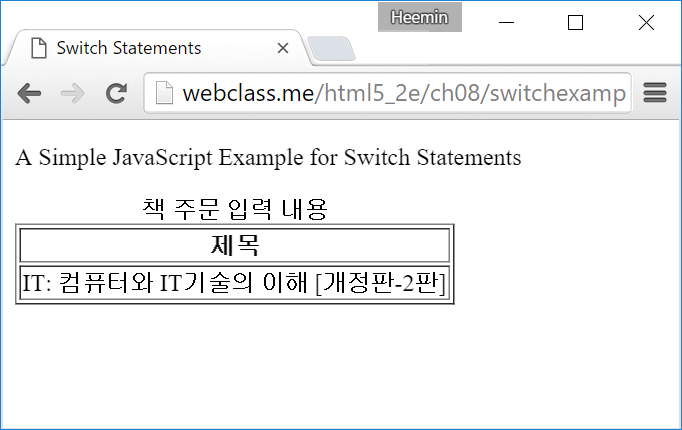 Heemin
Switch Statements
webclass.me/html5_2e/ch08/switchexamp
A Simple JavaScript Example for Switch Statements
책 주문 입력 내용
제목
IT: 컴퓨터와 IT기술의 이해 [개정판-2판]